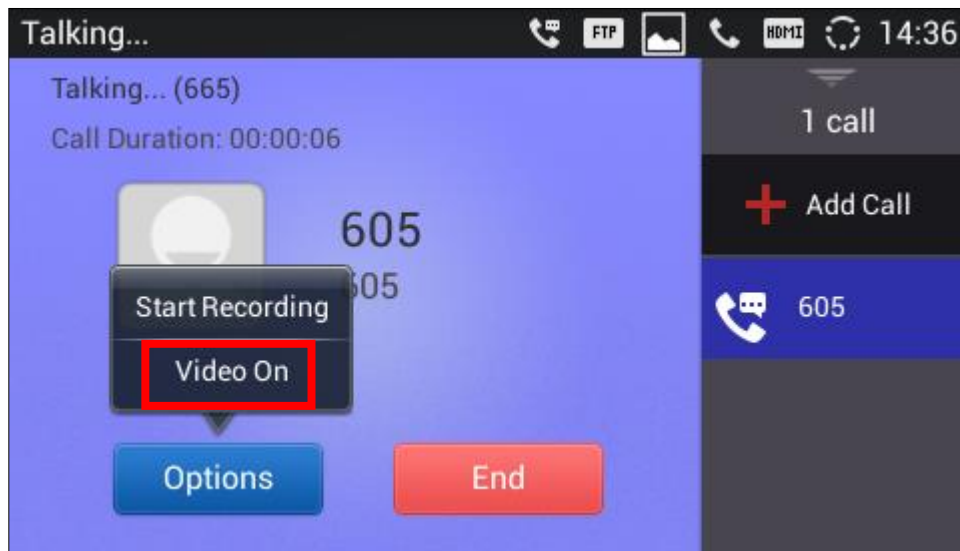 Talking... FTP HDMI 14:36
Talking... (665)
Call Duration: 00:00:06
1 call
Add Call
605
605
Start Recording
Video On
605
Options
End